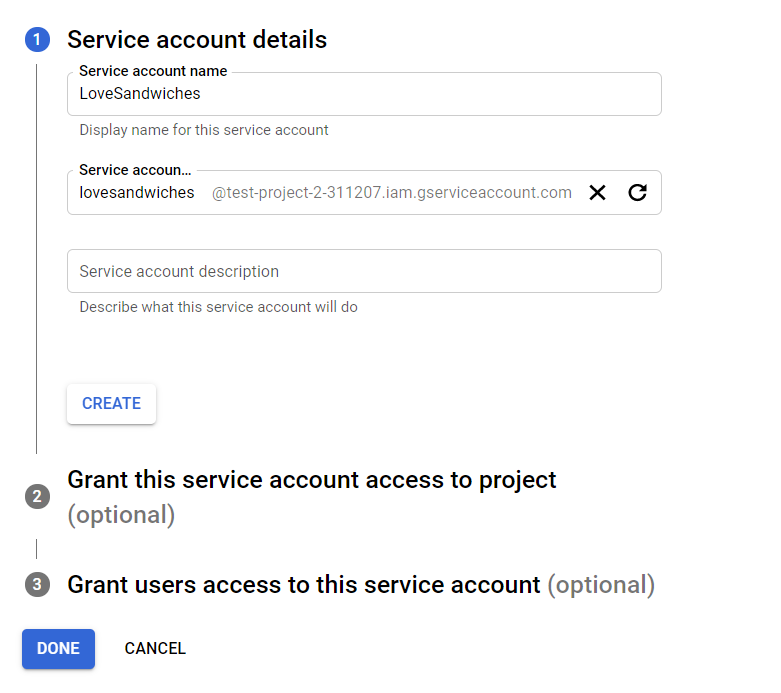 1 Service account details
Service account name
LoveSandwiches
Display name for this service account
Service accoun...
lovesandwiches @test-project-2-311207.iam.gserviceaccount.com
Service account description
Describe what this service account will do
CREATE
2 Grant this service account access to project
(optional)
3 Grant users access to this service account (optional)
DONE CANCEL